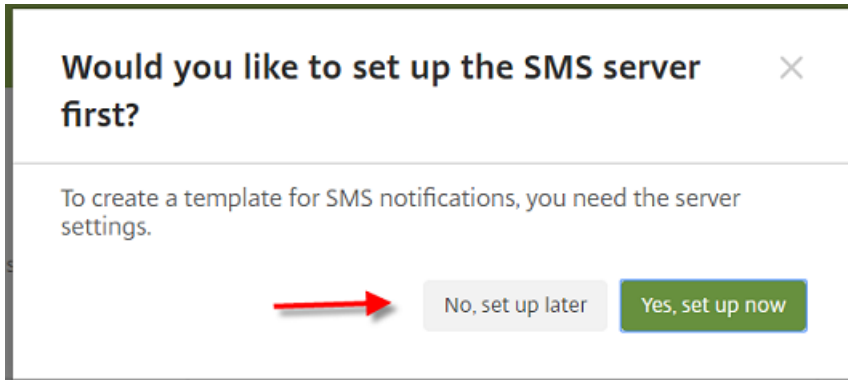 Would you like to set up the SMS server
first?
To create a template for SMS notifications, you need the server
settings.
No, set up later
Yes, set up now